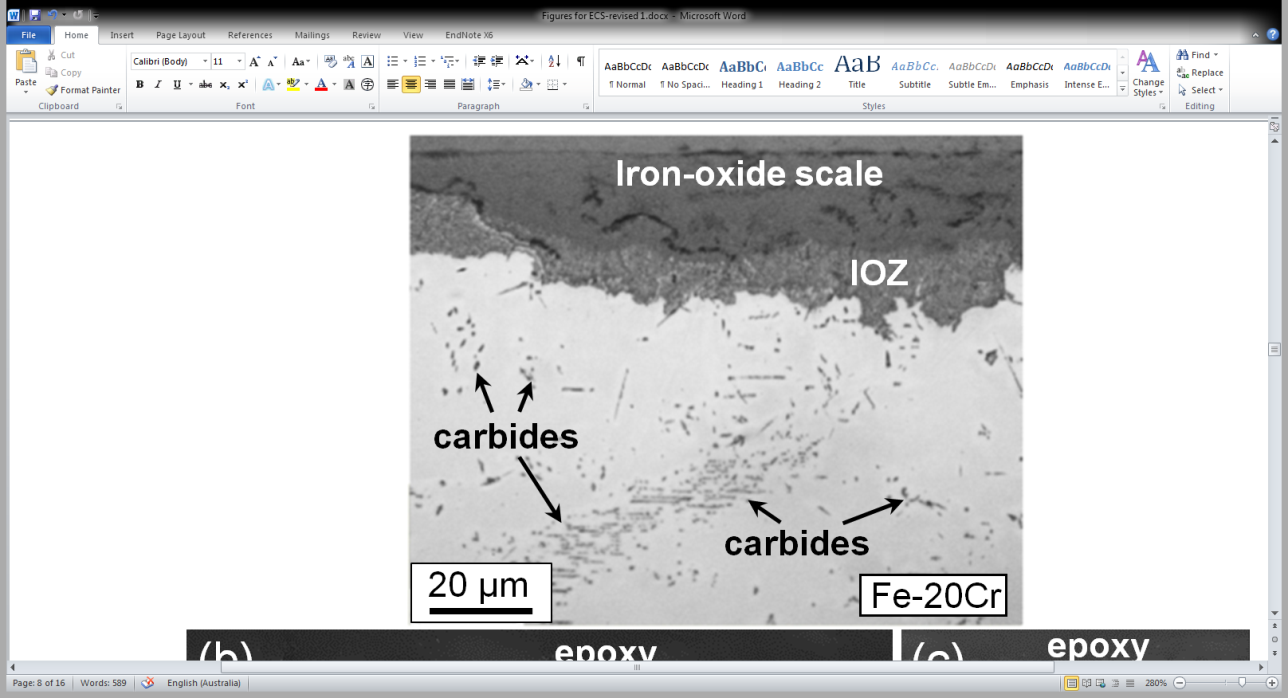 Figures for ECS-revised 1.docx - Microsoft Word
File Home Insert Page Layout References Mailings Review View EndNote X6
Paste
Cut
Copy
Format Painter
Clipboard
Calibri (Body) 11
Font
Paragraph
AaBbCcDc AaBbCcDc AaBbC( AaBbCc AaB AaBbCc. AaBbCcDi AaBbCcDc AaBbCcDi
¶ Normal ¶ No Spaci... Heading 1 Heading 2 Title Subtitle Subtle Em... Emphasis Intense E...
Change Styles
Styles
Find
Replace
Select
Editing
Iron-oxide scale
IOZ
carbides
carbides
20 µm
Fe-20Cr
(b) epoxy
(c) epoxy
Page: 8 of 16 Words: 589 English (Australia) 280%